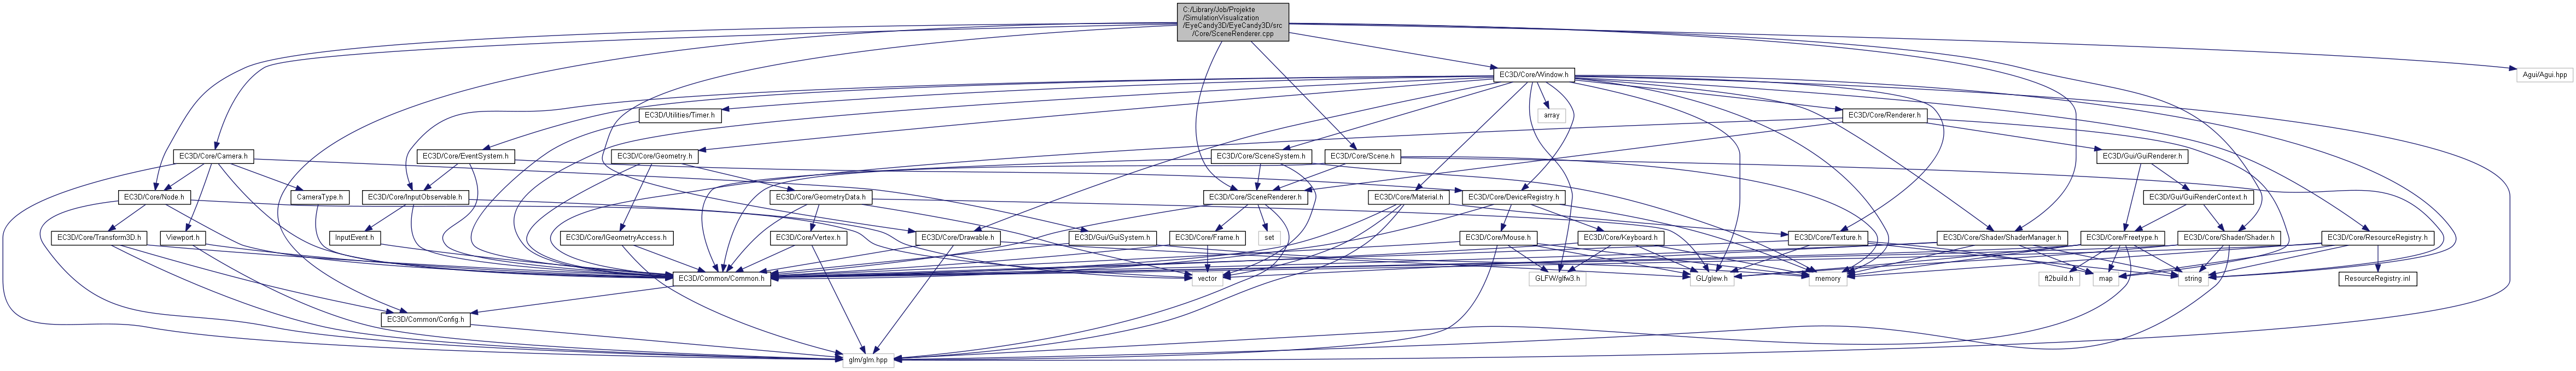 C:/Library/Job/Projekte
/SimulationVisualization
/EyeCandy3D/EyeCandy3D/src
/Core/SceneRenderer.cpp
EC3D/Core/Window.h
Agui/Agui.hpp
EC3D/Utilities/Timer.h
array
EC3D/Core/Renderer.h
EC3D/Core/Camera.h
EC3D/Core/EventSystem.h
EC3D/Core/Geometry.h
EC3D/Core/SceneSystem.h
EC3D/Core/Scene.h
EC3D/Gui/GuiRenderer.h
EC3D/Core/Node.h
CameraType.h
EC3D/Core/InputObservable.h
EC3D/Core/GeometryData.h
EC3D/Core/SceneRenderer.h
EC3D/Core/Material.h
EC3D/Core/DeviceRegistry.h
EC3D/Gui/GuiRenderContext.h
EC3D/Core/Transform3D.h
Viewport.h
InputEvent.h
EC3D/Core/IGeometryAccess.h
EC3D/Core/Vertex.h
EC3D/Core/Drawable.h
EC3D/Gui/GuiSystem.h
EC3D/Core/Frame.h
set
EC3D/Core/Mouse.h
EC3D/Core/Keyboard.h
EC3D/Core/Texture.h
EC3D/Core/Shader/ShaderManager.h
EC3D/Core/Freetype.h
EC3D/Core/Shader/Shader.h
EC3D/Core/ResourceRegistry.h
EC3D/Common/Common.h
vector
GLFW/glfw3.h
GL/glew.h
memory
ft2build.h
map
string
ResourceRegistry.inl
EC3D/Common/Config.h
glm/glm.hpp